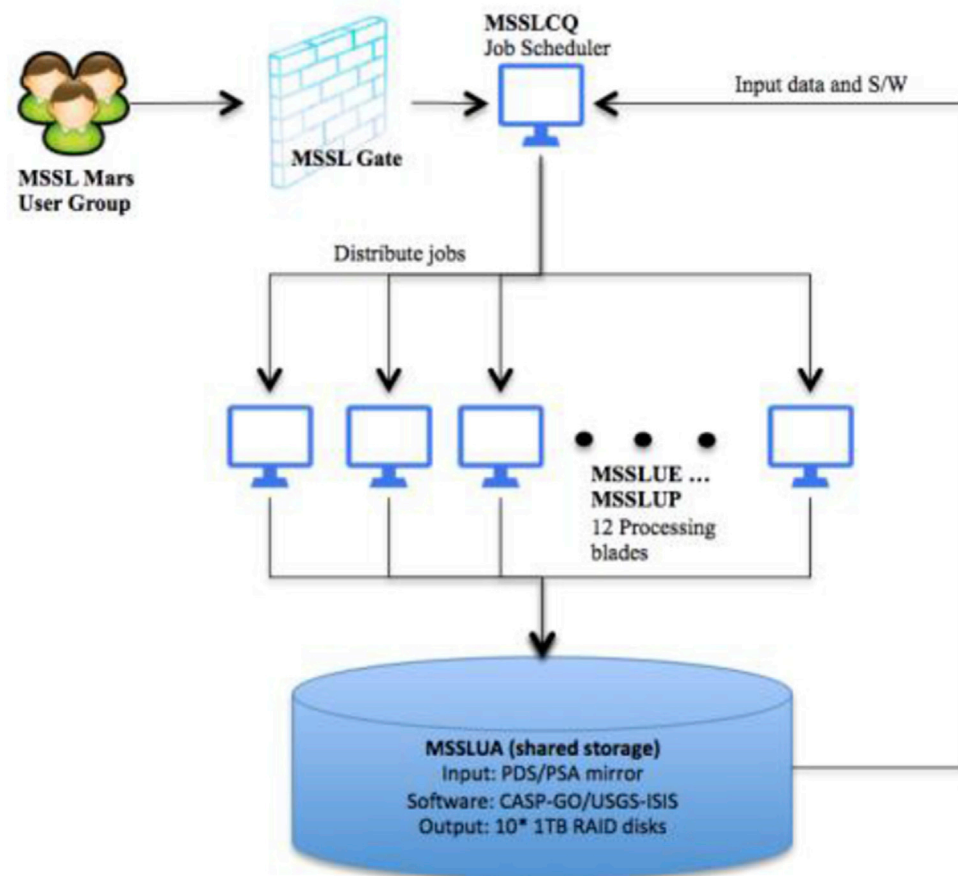 MSSLCQ
Job Scheduler
Input data and S/W
MSSL Gate
MSSL Mars
User Group
Distribute jobs
MSSLUE ...
MSSLUP
12 Processing
blades
MSSLUA (shared storage)
Input: PDS/PSA mirror
Software: CASP-GO/USGS-ISIS
Output: 10* 1TB RAID disks